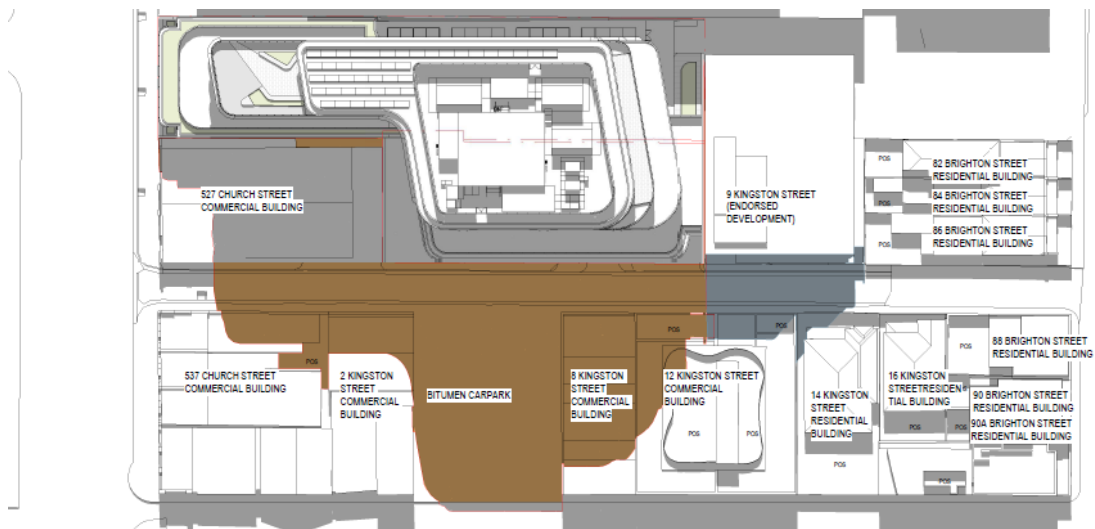 POS
82 BRIGHTON STREET
RESIDENTIAL BUILDING
527 CHURCH STREET
COMMERCIAL BUILDING
9 KINGSTON STREET
(ENDORSED
DEVELOPMENT)
POS
84 BRIGHTON STREET
RESIDENTIAL BUILDING
86 BRIGHTON STREET
RESIDENTIAL BUILDING
POS
POS
POS
POS
88 BRIGHTON STREET
RESIDENTIAL BUILDING
POS
537 CHURCH STREET
COMMERCIAL BUILDING
2 KINGSTON
STREET
COMMERCIAL
BUILDING
BITUMEN CARPARK
8 KINGSTON
STREET
COMMERCIAL
BUILDING
12 KINGSTON STREET
COMMERCIAL
BUILDING
14 KINGSTON
STREET
RESIDENTIAL
BUILDING
16 KINGSTON
STREETRESIDEN
TIAL BUILDING
90 BRIGHTON STREET
RESIDENTIAL BUILDING
90A BRIGHTON STREET
RESIDENTIAL BUILDING
POS
POS
POS
POS
POS
POS